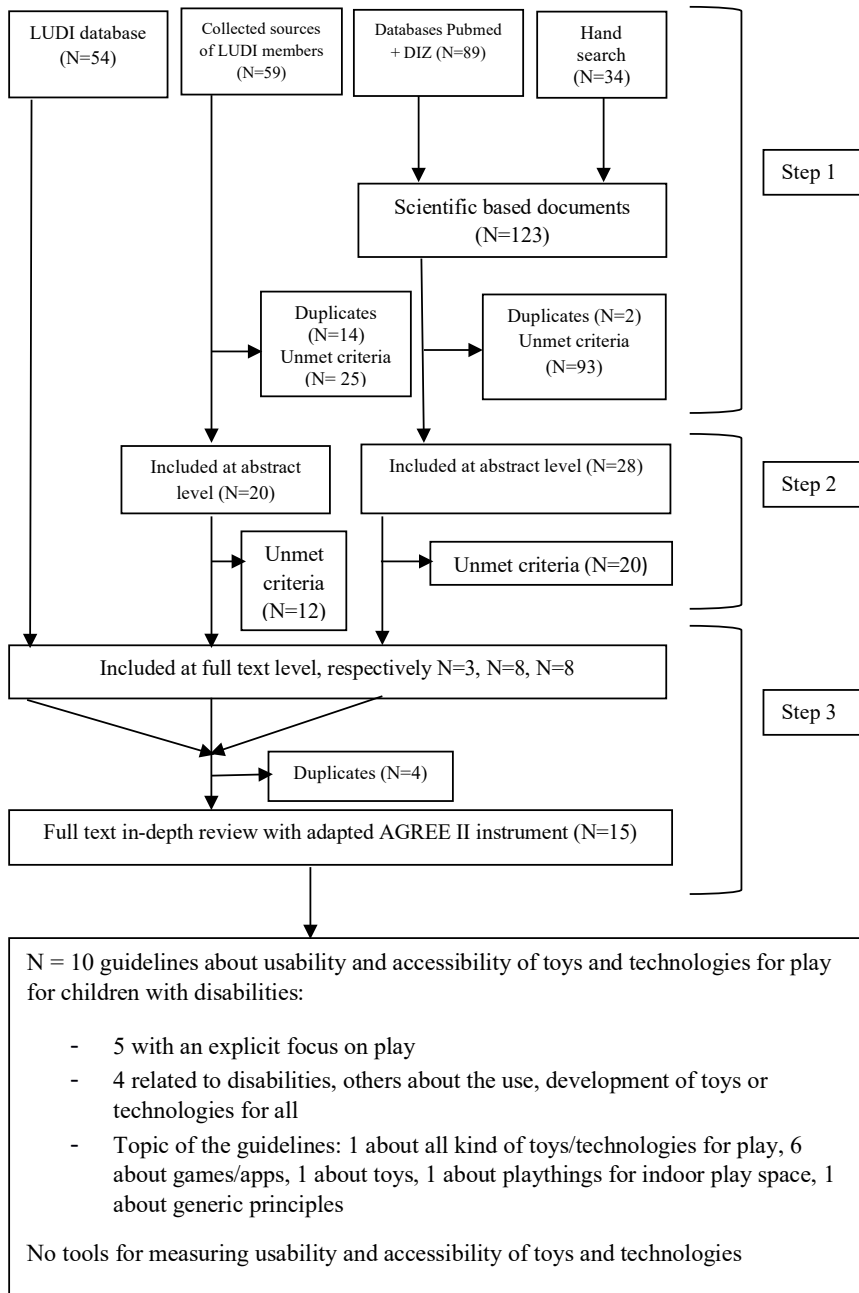 LUDI database
(N=54)
Collected sources
of LUDI members
(N=59)
Databases Pubmed
+ DIZ (N=89)
Hand
search
(N=34)
Step 1
Scientific based documents
(N=123)
Duplicates
(N=14)
Unmet criteria
(N= 25)
Duplicates (N=2)
Unmet criteria
(N=93)
Included at abstract
level (N=20)
Included at abstract level (N=28)
Step 2
Unmet
criteria
(N=12)
Unmet criteria (N=20)
Included at full text level, respectively N=3, N=8, N=8
Step 3
Duplicates (N=4)
Full text in-depth review with adapted AGREE II instrument (N=15)
N = 10 guidelines about usability and accessibility of toys and technologies for play
for children with disabilities:
- 5 with an explicit focus on play
- 4 related to disabilities, others about the use, development of toys or
technologies for all
- Topic of the guidelines: 1 about all kind of toys/technologies for play, 6
about games/apps, 1 about toys, 1 about playthings for indoor play space, 1
about generic principles
No tools for measuring usability and accessibility of toys and technologies